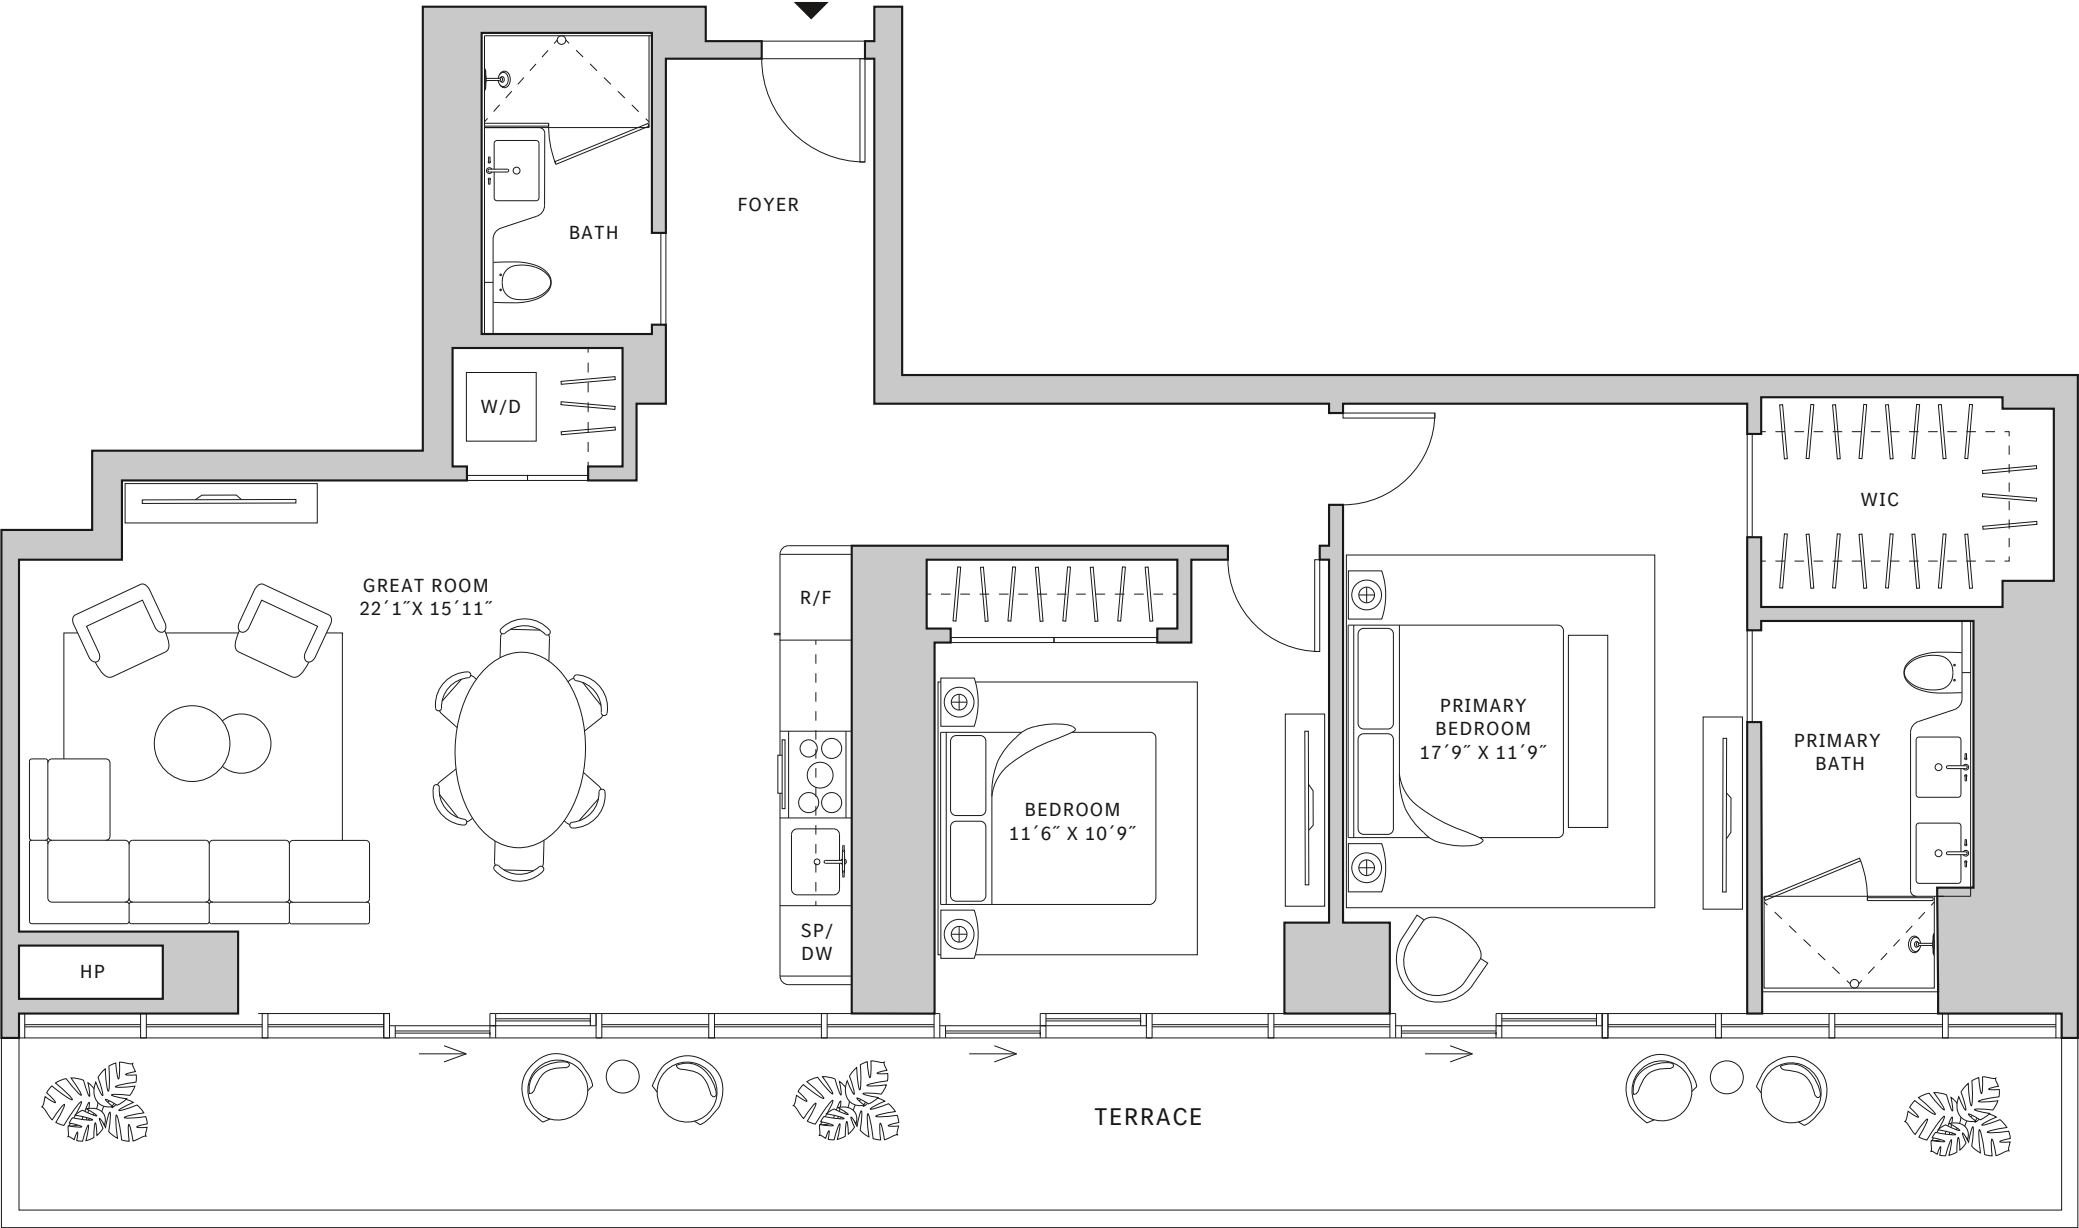 FOYER
BATH
W/D
WIC
GREAT ROOM
22´1˝X 15´11˝
R/F
PRIMARY
BEDROOM
17´9˝ X 11´9˝
PRIMARY
BATH
BEDROOM
11´6˝ X 10´9˝
SP/
DW
HP
TERRACE